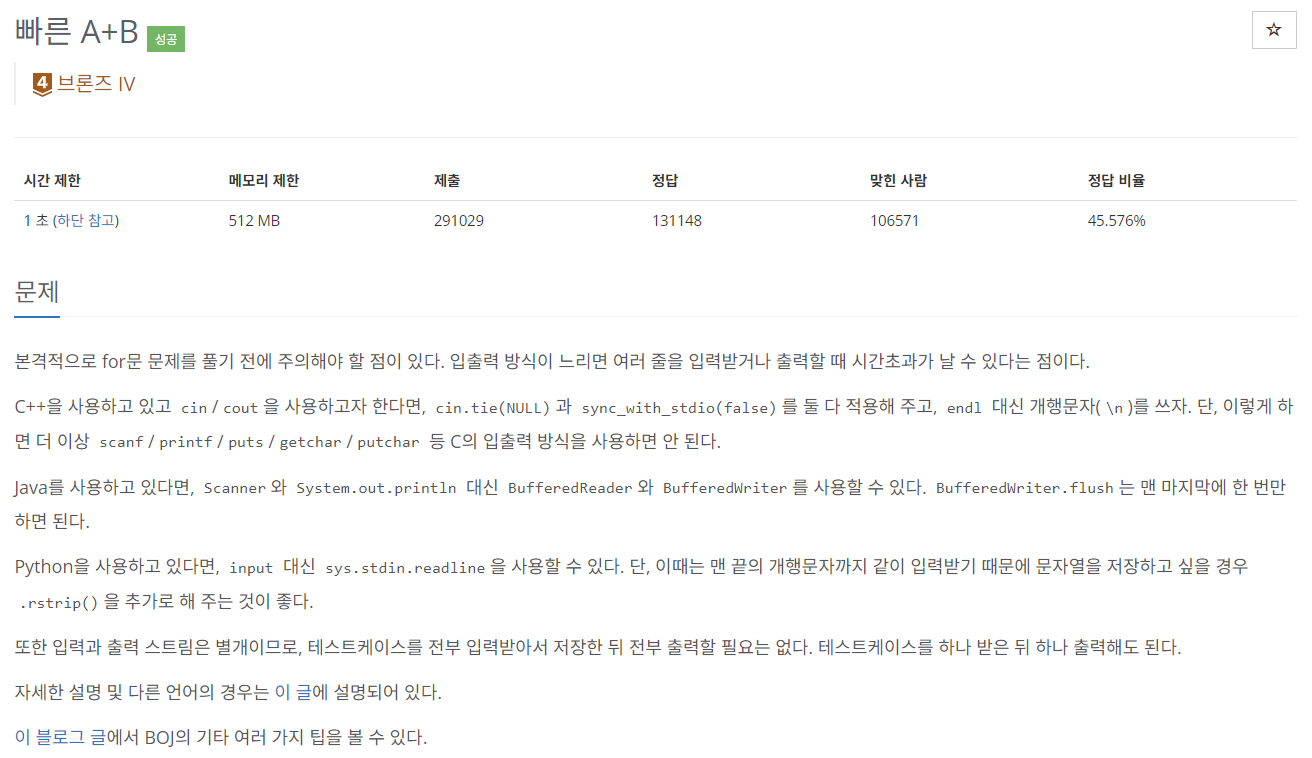 빠른 A+B 성공
☆
4 브론즈 IV
시간 제한 메모리 제한 제출 정답 맞힌 사람 정답 비율
1 초 (하단 참고) 512 MB 291029 131148 106571 45.576%
문제
본격적으로 for문 문제를 풀기 전에 주의해야 할 점이 있다. 입출력 방식이 느리면 여러 줄을 입력받거나 출력할 때 시간초과가 날 수 있다는 점이다.
C++을 사용하고 있고 cin / cout 을 사용하고자 한다면, cin.tie(NULL) 과 sync_with_stdio(false) 를 둘 다 적용해 주고, endl 대신 개행문자( \n )를 쓰자. 단, 이렇게 하
면 더 이상 scanf / printf / puts / getchar / putchar 등 C의 입출력 방식을 사용하면 안 된다.
Java를 사용하고 있다면, Scanner 와 System.out.println 대신 BufferedReader 와 BufferedWriter 를 사용할 수 있다. BufferedWriter.flush 는 맨 마지막에 한 번만
하면 된다.
Python을 사용하고 있다면, input 대신 sys.stdin.readline 을 사용할 수 있다. 단, 이때는 맨 끝의 개행문자까지 같이 입력받기 때문에 문자열을 저장하고 싶을 경우
.rstrip() 을 추가로 해 주는 것이 좋다.
또한 입력과 출력 스트림은 별개이므로, 테스트케이스를 전부 입력받아서 저장한 뒤 전부 출력할 필요는 없다. 테스트케이스를 하나 받은 뒤 하나 출력해도 된다.
자세한 설명 및 다른 언어의 경우는 이 글에 설명되어 있다.
이 블로그 글에서 BOJ의 기타 여러 가지 팁을 볼 수 있다.